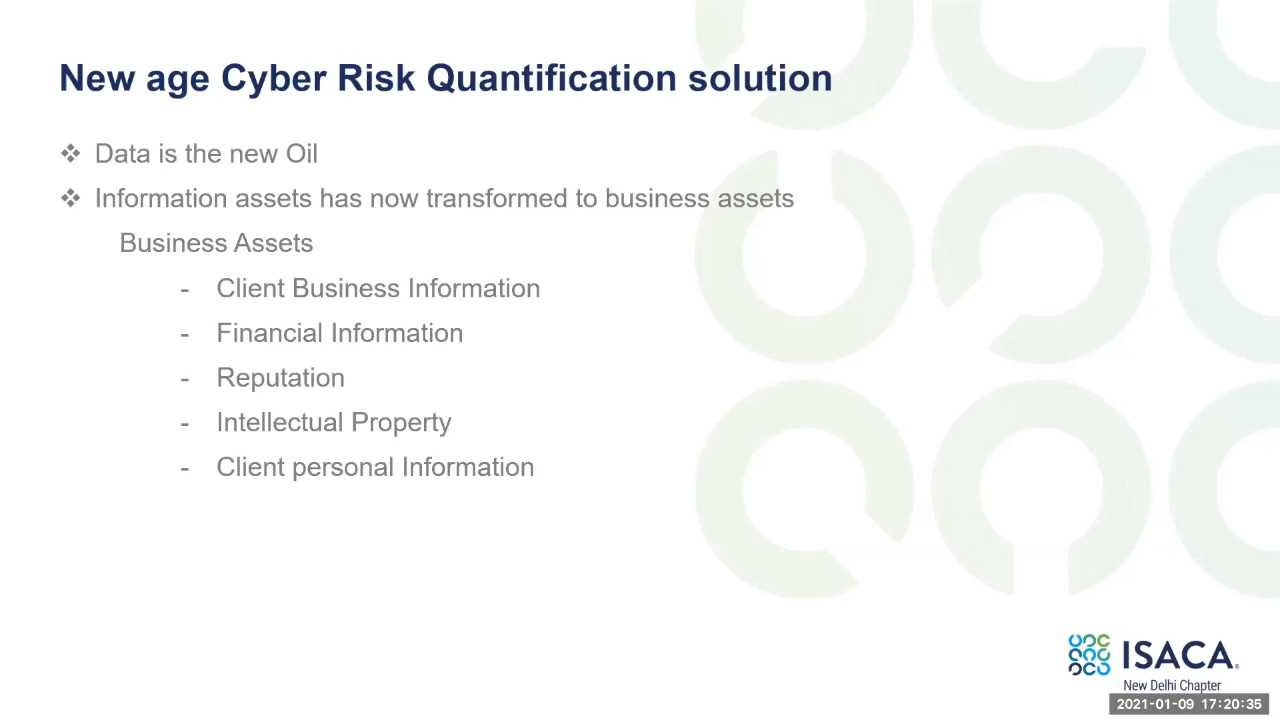 New age Cyber Risk Quantification solution
❖ Data is the new Oil
❖ Information assets has now transformed to business assets
Business Assets
- Client Business Information
- Financial Information
- Reputation
- Intellectual Property
- Client personal Information
ISACA®
New Delhi Chapter
2021-01-09 17:20:35